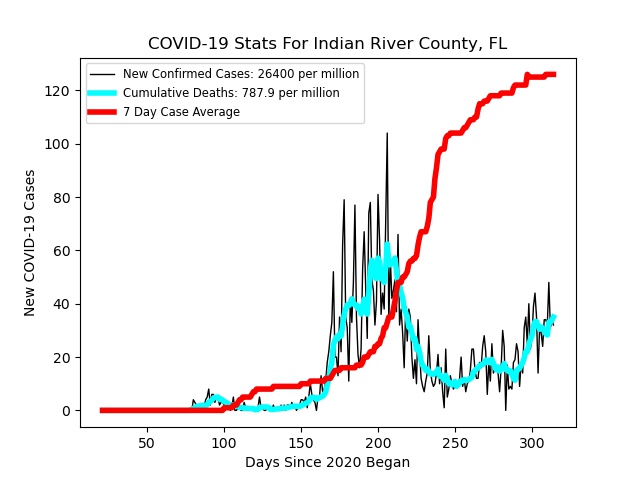 COVID-19 Stats For Indian River County, FL
New Confirmed Cases: 26400 per million
Cumulative Deaths: 787.9 per million
7 Day Case Average
New COVID-19 Cases
120
100
80
60
40
20
0
50 100 150 200 250 300
Days Since 2020 Began